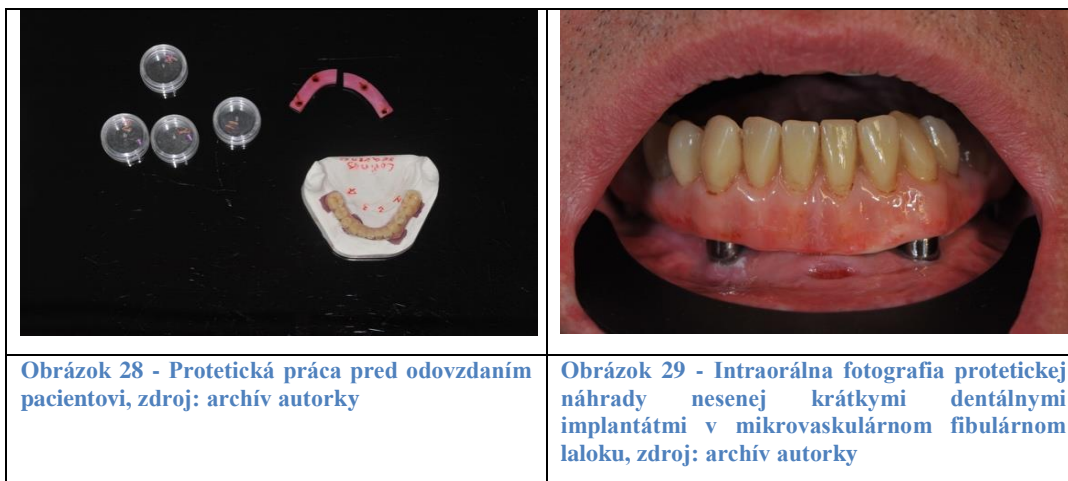 Obrázok 28 - Protetická práca pred odovzdaním
pacientovi, zdroj: archív autorky
Obrázok 29 - Intraorálna fotografia protetickej
náhrady nesenej krátkymi dentálnymi
implantátmi v mikrovaskulárnom fibulárnom
laloku, zdroj: archív autorky